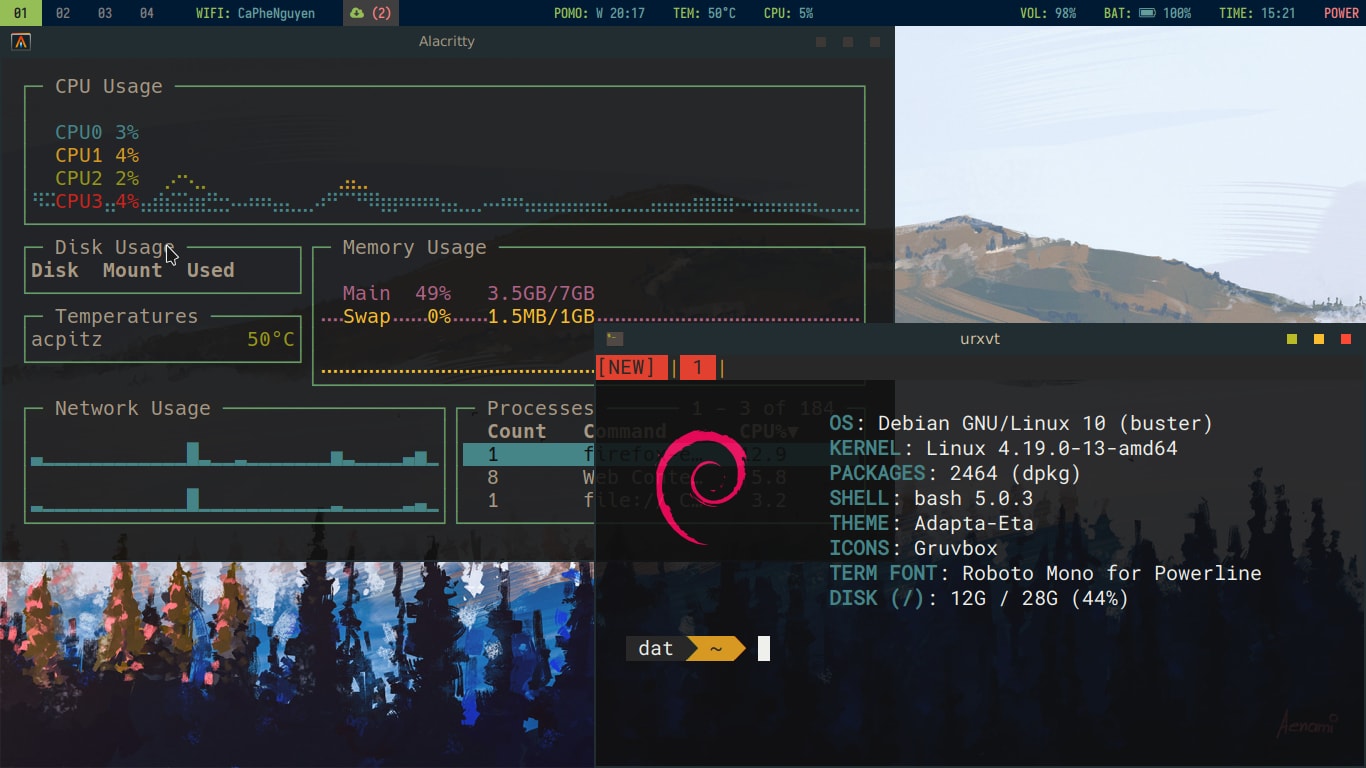 01 02 03 04 WIFI: CaPheNguyen (2) POMO: W 20:17 TEM: 50°C CPU: 5% VOL: 98% BAT: 100% TIME: 15:21 POWER
Alacritty
CPU Usage
CPU0 3%
CPU1 4%
CPU2 2%
CPU3 4%
Disk Usage
Disk Mount Used
Temperatures
acpitz 50°C
Memory Usage
Main 49% 3.5GB/7GB
Swap 0% 1.5MB/1GB
Network Usage
Processes 1 - 3 of 184
Count Command CPU%▼
1 firefox-e… 2.9
8 Web Conte… 5.8
1 file:// C… 3.2
urxvt
[NEW] | 1 |
OS: Debian GNU/Linux 10 (buster)
KERNEL: Linux 4.19.0-13-amd64
PACKAGES: 2464 (dpkg)
SHELL: bash 5.0.3
THEME: Adapta-Eta
ICONS: Gruvbox
TERM FONT: Roboto Mono for Powerline
DISK (/): 12G / 28G (44%)
dat ~
Aenami